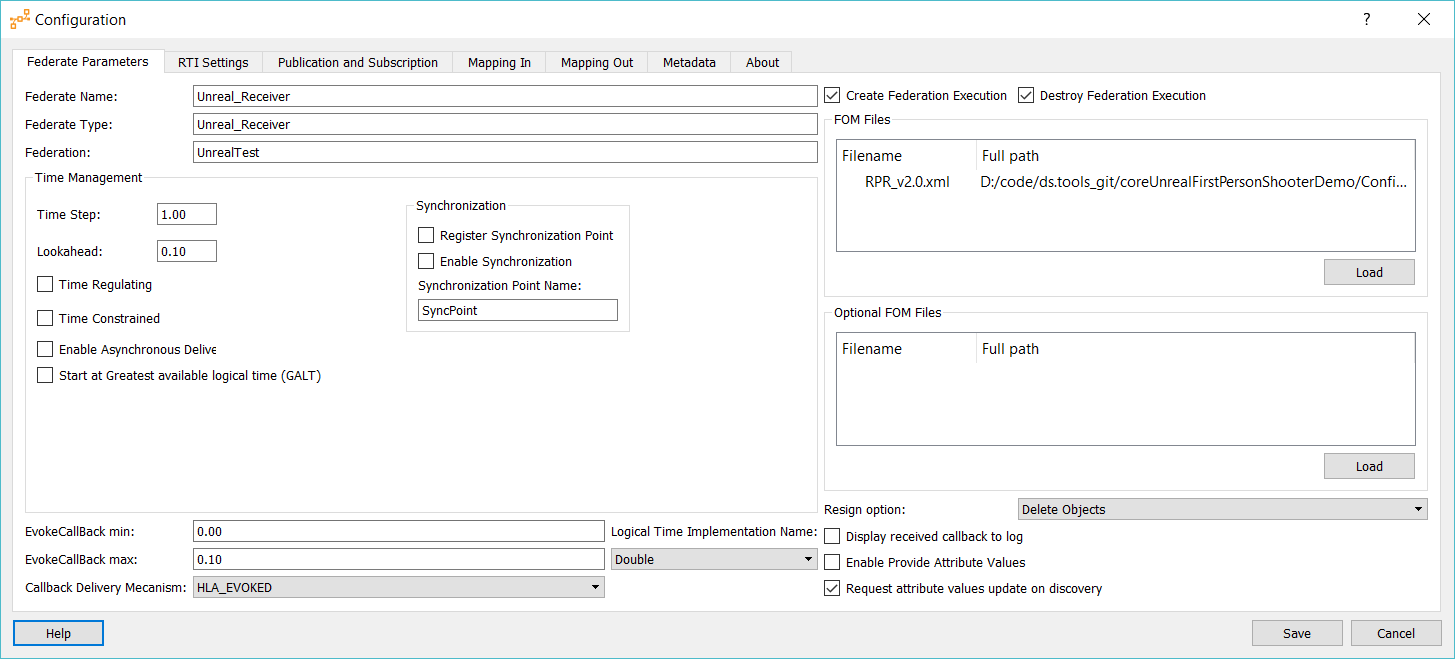 Configuration
?
Federate Parameters
RTI Settings
Publication and Subscription
Mapping In
Mapping Out
Metadata
About
Federate Name:
Unreal_Receiver
Federate Type:
Unreal_Receiver
Federation:
UnrealTest
Time Management
Time Step:
1.00
Lookahead:
0.10
Time Regulating
Time Constrained
Enable Asynchronous Delive
Start at Greatest available logical time (GALT)
Synchronization
Register Synchronization Point
Enable Synchronization
Synchronization Point Name:
SyncPoint
EvokeCallBack min:
0.00
EvokeCallBack max:
0.10
Callback Delivery Mecanism:
HLA_EVOKED
Logical Time Implementation Name:
Double
Create Federation Execution
Destroy Federation Execution
FOM Files
Filename
Full path
RPR_v2.0.xml
D:/code/ds.tools_git/coreUnrealFirstPersonShooterDemo/Confi...
Load
Optional FOM Files
Filename
Full path
Load
Resign option:
Delete Objects
Display received callback to log
Enable Provide Attribute Values
Request attribute values update on discovery
Help
Save
Cancel